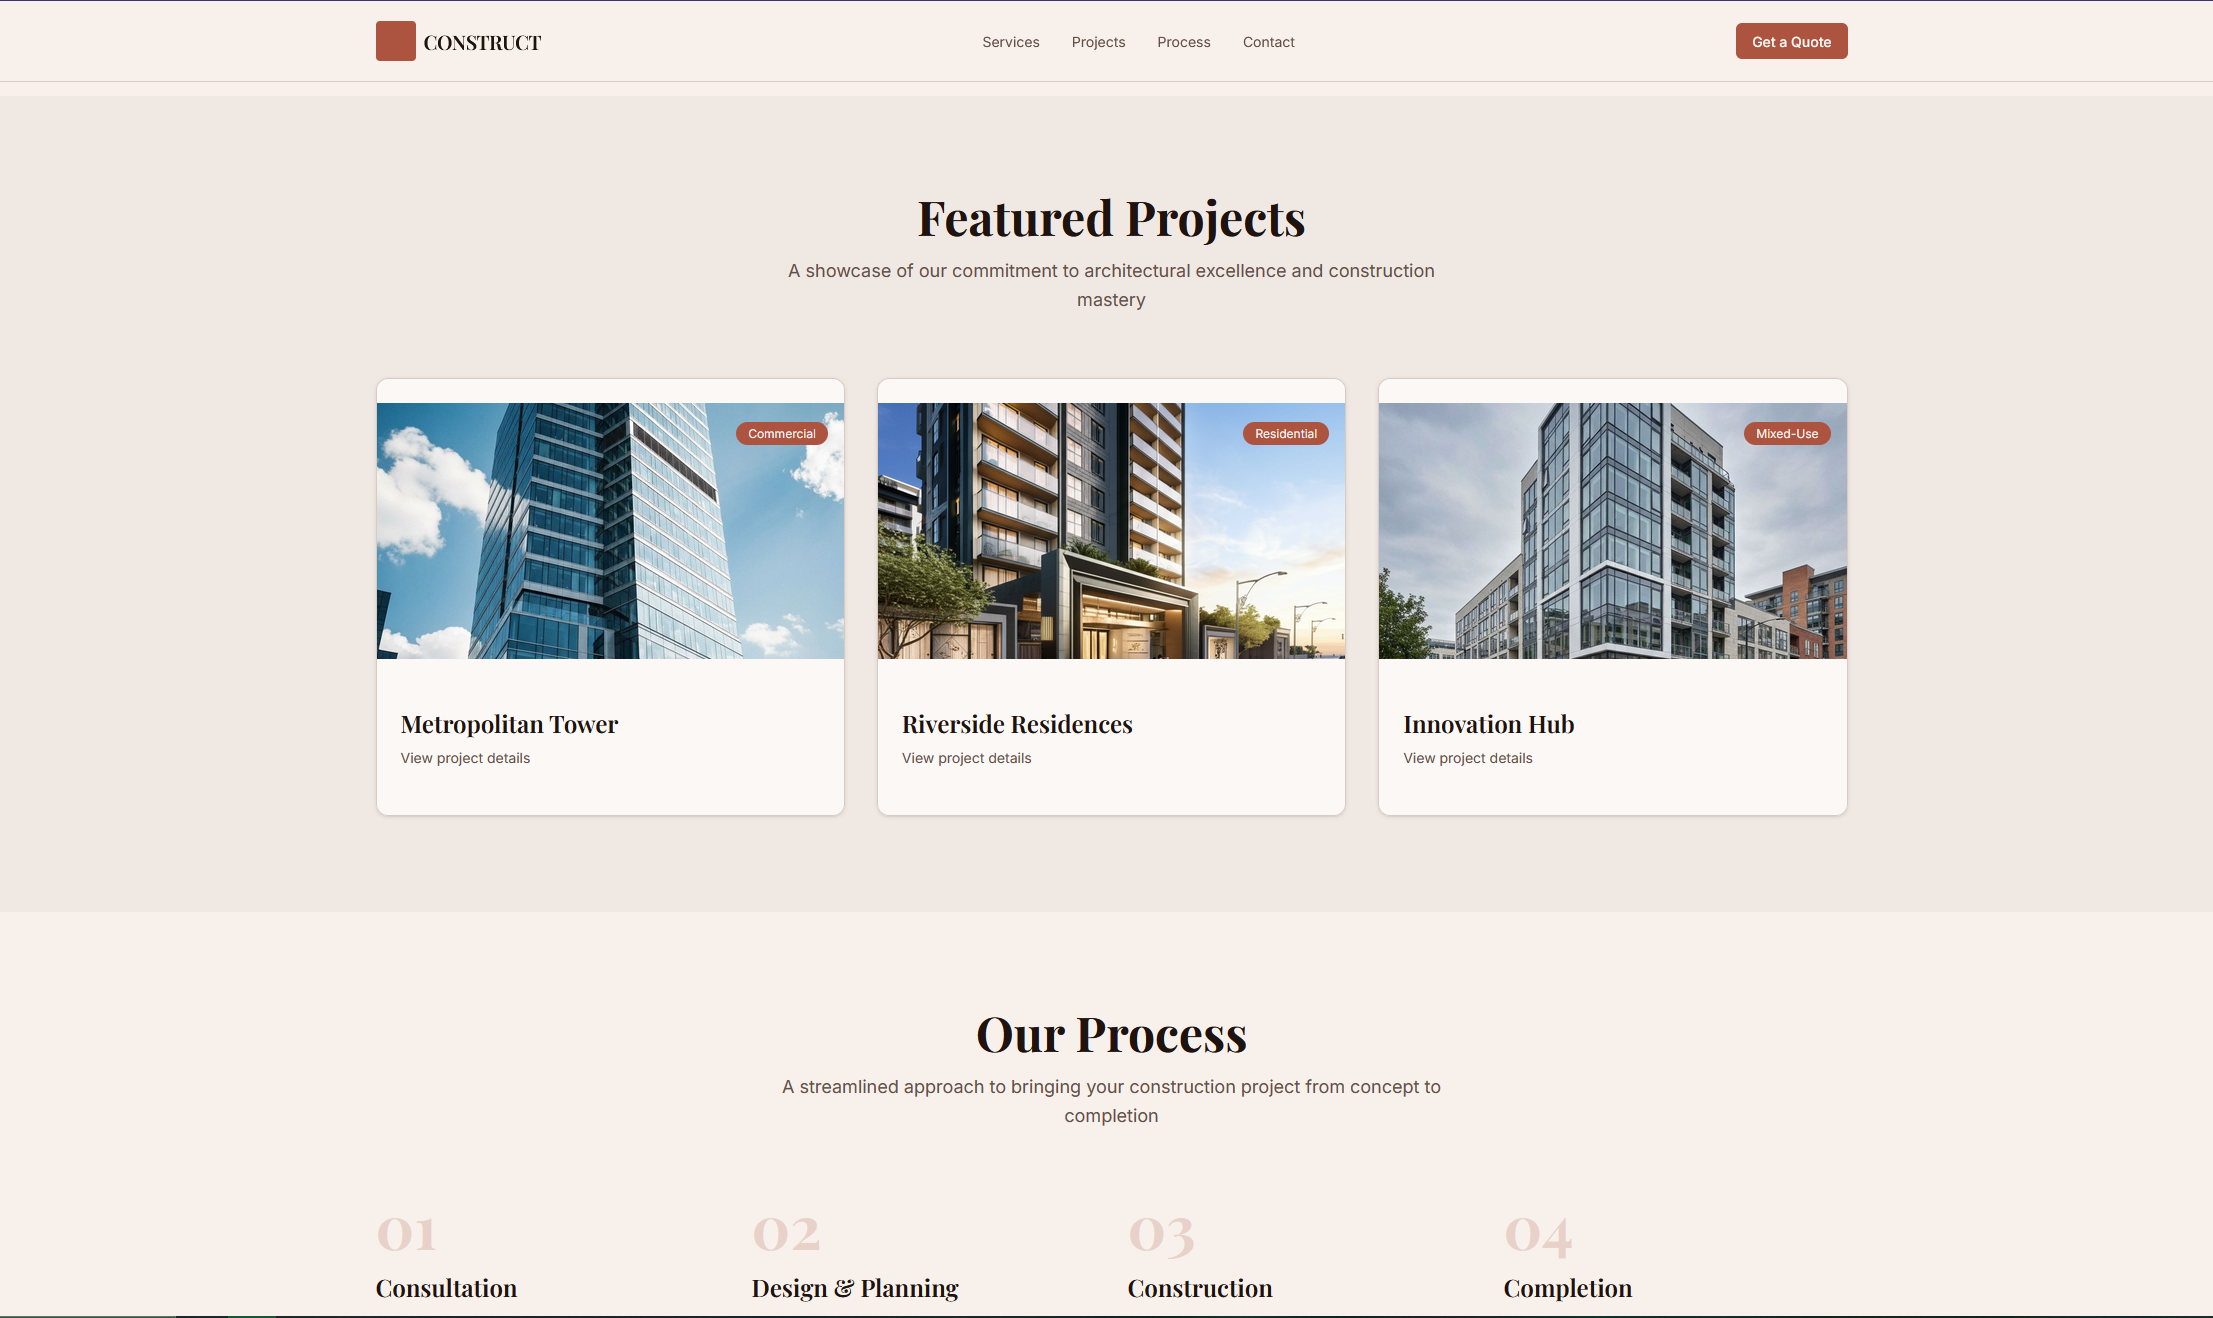 CONSTRUCT
Services
Projects
Process
Contact
Get a Quote
Featured Projects
A showcase of our commitment to architectural excellence and construction
mastery
Commercial
Metropolitan Tower
View project details
Residential
Riverside Residences
View project details
Mixed-Use
Innovation Hub
View project details
Our Process
A streamlined approach to bringing your construction project from concept to
completion
01
Consultation
02
Design & Planning
03
Construction
04
Completion